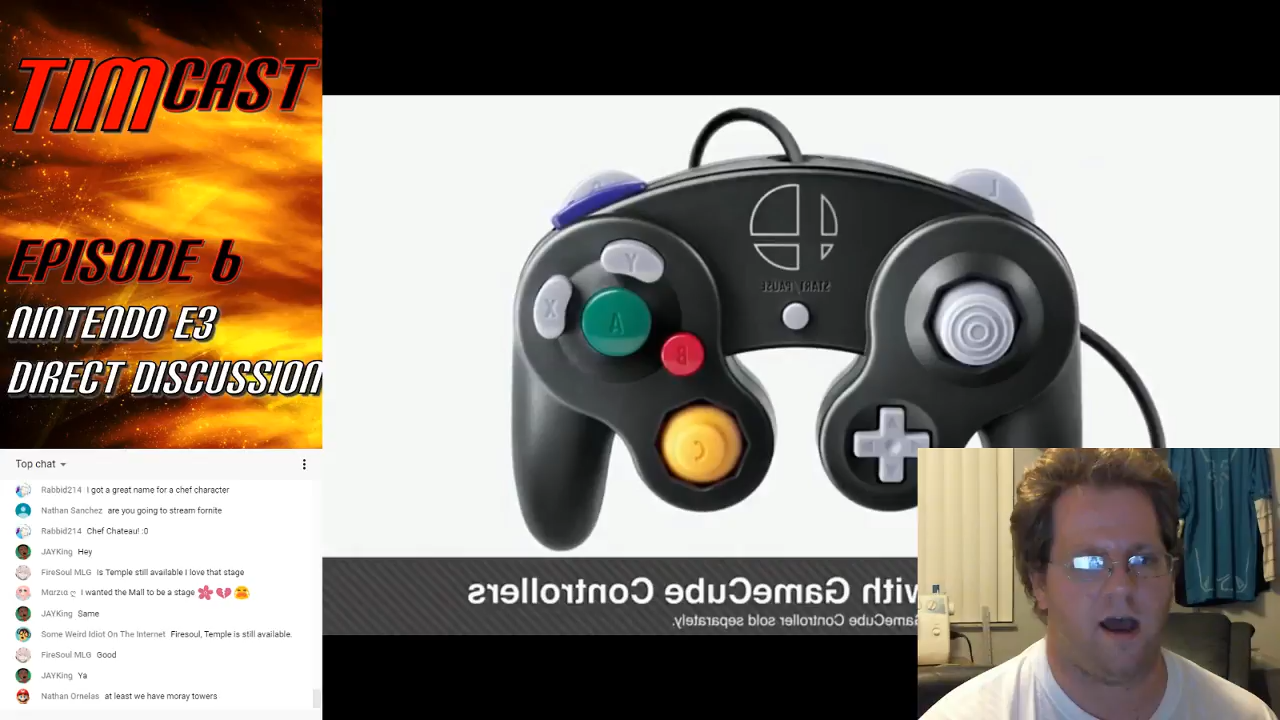 TIMCAST
EPISODE 6
NINTENDO E3
DIRECT DISCUSSION
Top chat
Rabbid214 I got a great name for a chef character
Nathan Sanchez are you going to stream fornite
Rabbid214 Chef Chateau! :0
JAYKing Hey
FireSoul MLG Is Temple still available I love that stage
Mαrzια ღ I wanted the Mall to be a stage 🌸 💔 😫
JAYKing Same
Some Weird Idiot On The Internet Firesoul, Temple is still available.
FireSoul MLG Good
JAYKing Ya
Nathan Ornelas at least we have moray towers
START/PAUSE
L
Y
X
A
B
C
with GameCube Controllers
GameCube Controller sold separately.